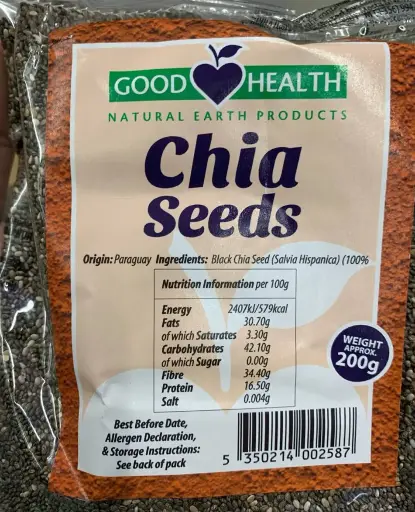 GOOD HEALTH
NATURAL EARTH PRODUCTS
Chia
Seeds
Origin: Paraguay Ingredients: Black Chia Seed (Salvia Hispanica) (100%
Nutrition Information per 100g
Energy 2407kJ/579kcal
Fats 30.70g
of which Saturates 3.30g
Carbohydrates 42.10g
of which Sugar 0.00g
Fibre 34.40g
Protein 16.50g
Salt 0.004g
WEIGHT
APPROX.
200g
Best Before Date,
Allergen Declaration,
& Storage Instructions:
See back of pack
5 350214 002587